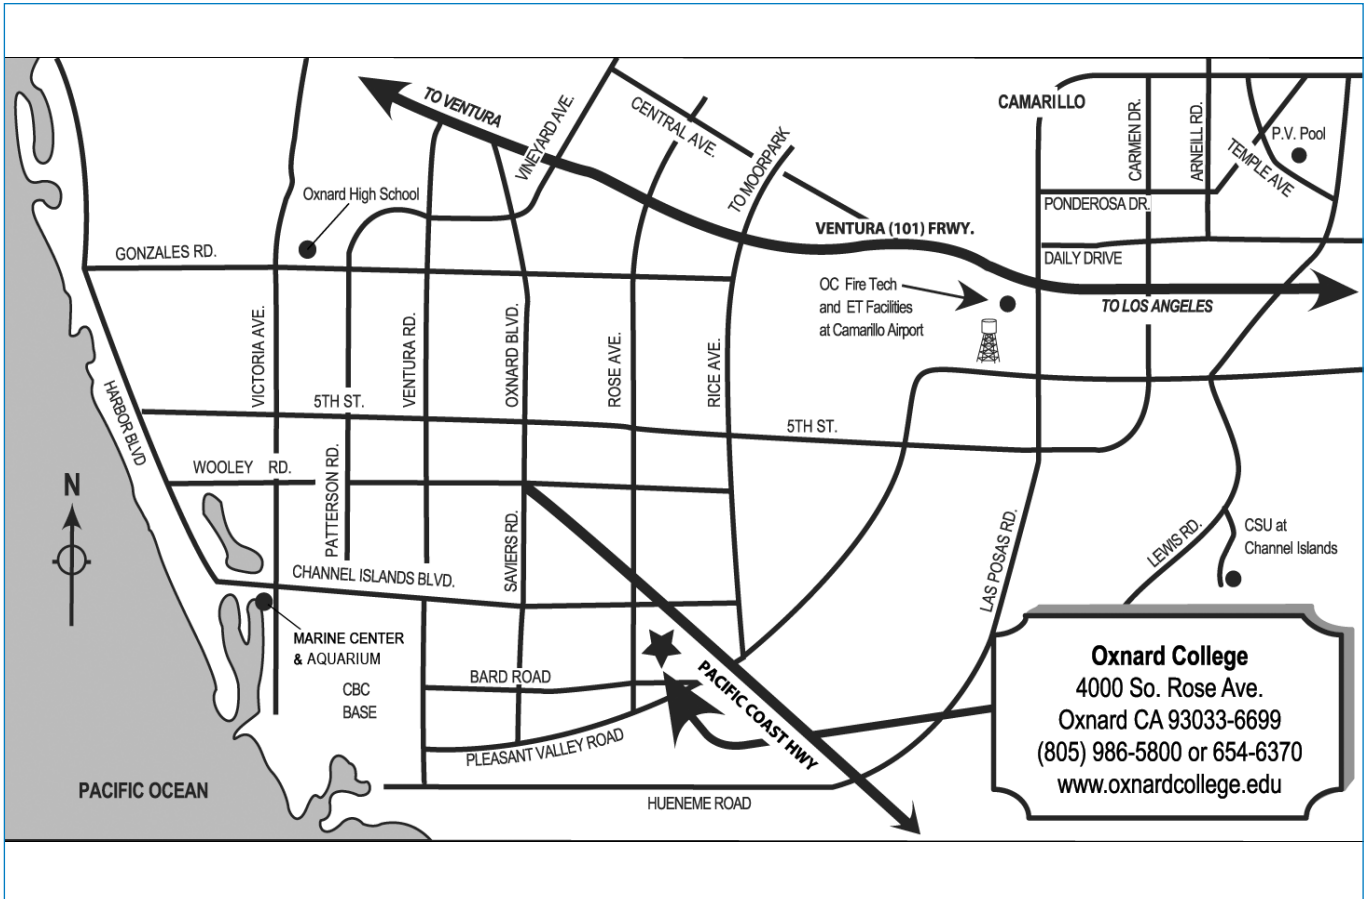 TO VENTURA
VINEYARD AVE.
CENTRAL AVE.
TO MOORPARK
CAMARILLO
CARMEN DR.
ARNEILL RD.
P.V. Pool
TEMPLE AVE
Oxnard High School
PONDEROSA DR.
VENTURA (101) FRWY.
GONZALES RD.
DAILY DRIVE
OC Fire Tech
and ET Facilities
at Camarillo Airport
TO LOS ANGELES
VICTORIA AVE.
VENTURA RD.
OXNARD BLVD.
ROSE AVE.
RICE AVE.
HARBOR BLVD
5TH ST.
5TH ST.
WOOLEY RD.
PATTERSON RD.
N
SAVIERS RD.
LAS POSAS RD.
LEWIS RD.
CSU at
Channel Islands
CHANNEL ISLANDS BLVD.
MARINE CENTER
& AQUARIUM
CBC
BASE
BARD ROAD
PACIFIC COAST HWY
PLEASANT VALLEY ROAD
PACIFIC OCEAN
HUENEME ROAD
Oxnard College
4000 So. Rose Ave.
Oxnard CA 93033-6699
(805) 986-5800 or 654-6370
www.oxnardcollege.edu